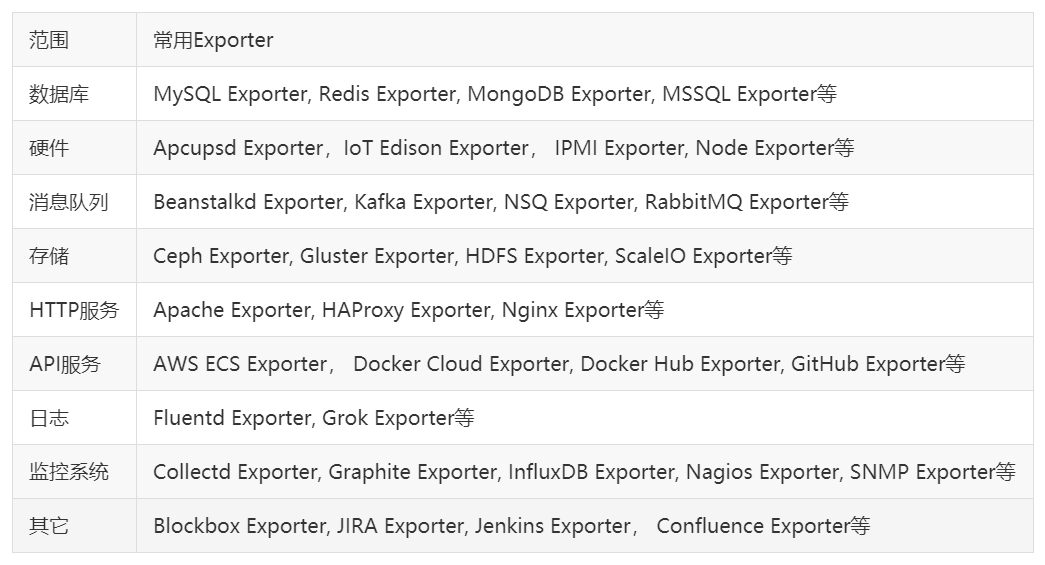 范围 常用Exporter
数据库 MySQL Exporter, Redis Exporter, MongoDB Exporter, MSSQL Exporter等
硬件 Apcupsd Exporter，IoT Edison Exporter， IPMI Exporter, Node Exporter等
消息队列 Beanstalkd Exporter, Kafka Exporter, NSQ Exporter, RabbitMQ Exporter等
存储 Ceph Exporter, Gluster Exporter, HDFS Exporter, ScaleIO Exporter等
HTTP服务 Apache Exporter, HAProxy Exporter, Nginx Exporter等
API服务 AWS ECS Exporter， Docker Cloud Exporter, Docker Hub Exporter, GitHub Exporter等
日志 Fluentd Exporter, Grok Exporter等
监控系统 Collectd Exporter, Graphite Exporter, InfluxDB Exporter, Nagios Exporter, SNMP Exporter等
其它 Blockbox Exporter, JIRA Exporter, Jenkins Exporter， Confluence Exporter等